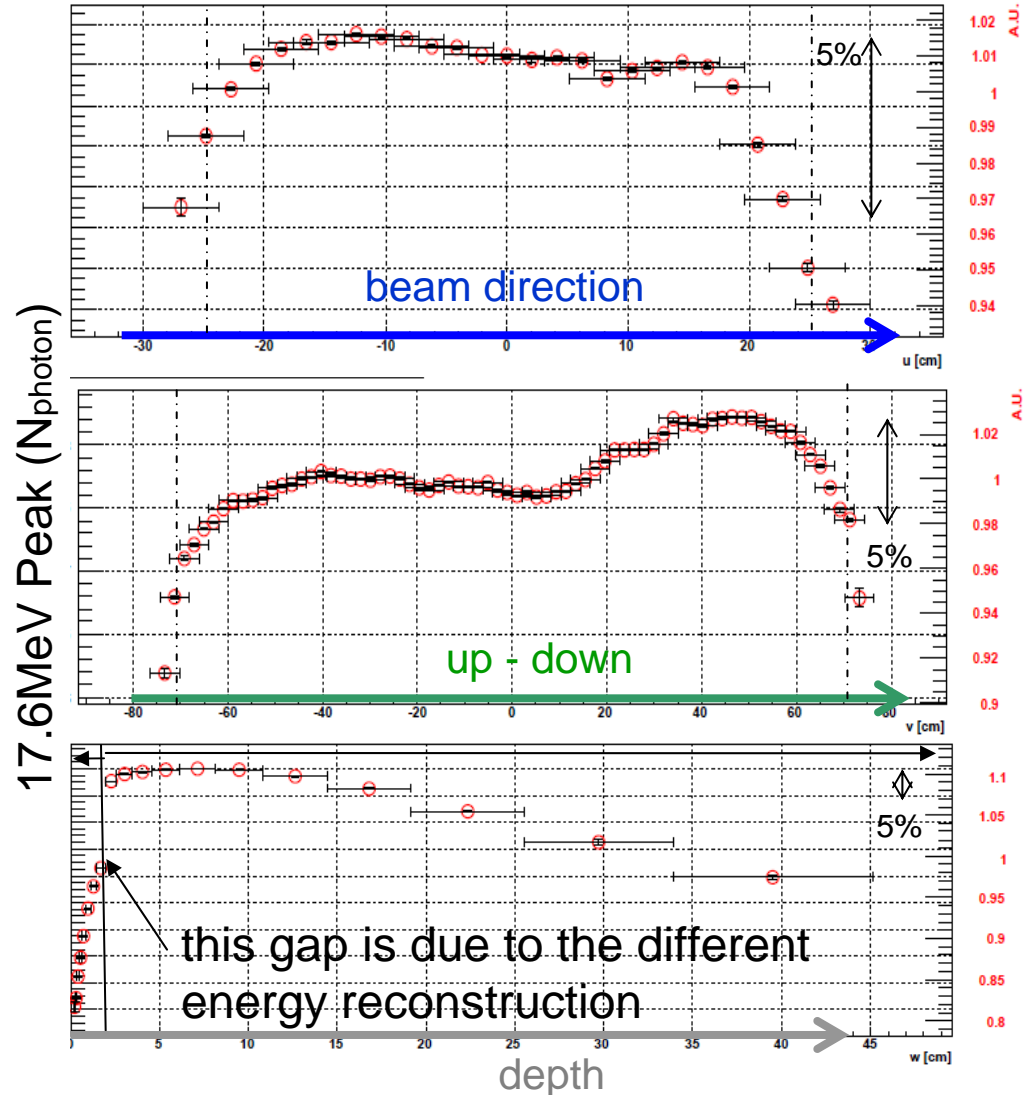 17.6MeV Peak (Nphoton)
A.U.
1.02
1.01
1
0.99
0.98
0.97
0.96
0.95
0.94
5%
beam direction
-30 -20 -10 0 10 20 30
u [cm]
A.U.
1.02
1
0.98
0.96
0.94
0.92
0.9
5%
up - down
-80 -60 -40 -20 0 20 40 60 80
v [cm]
1.1
1.05
1
0.95
0.9
0.85
0.8
5%
this gap is due to the different
energy reconstruction
0 5 10 15 20 25 30 35 40 45
w [cm]
depth